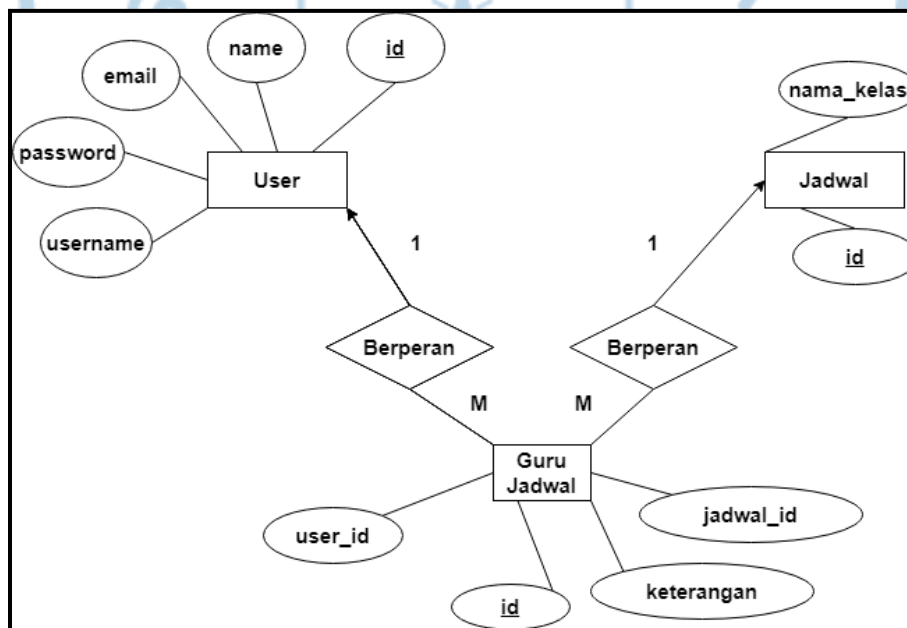 name
id
email
nama_kelas
password
User
Jadwal
username
1
1
id
Berperan
Berperan
M
M
Guru
Jadwal
jadwal_id
user_id
keterangan
id